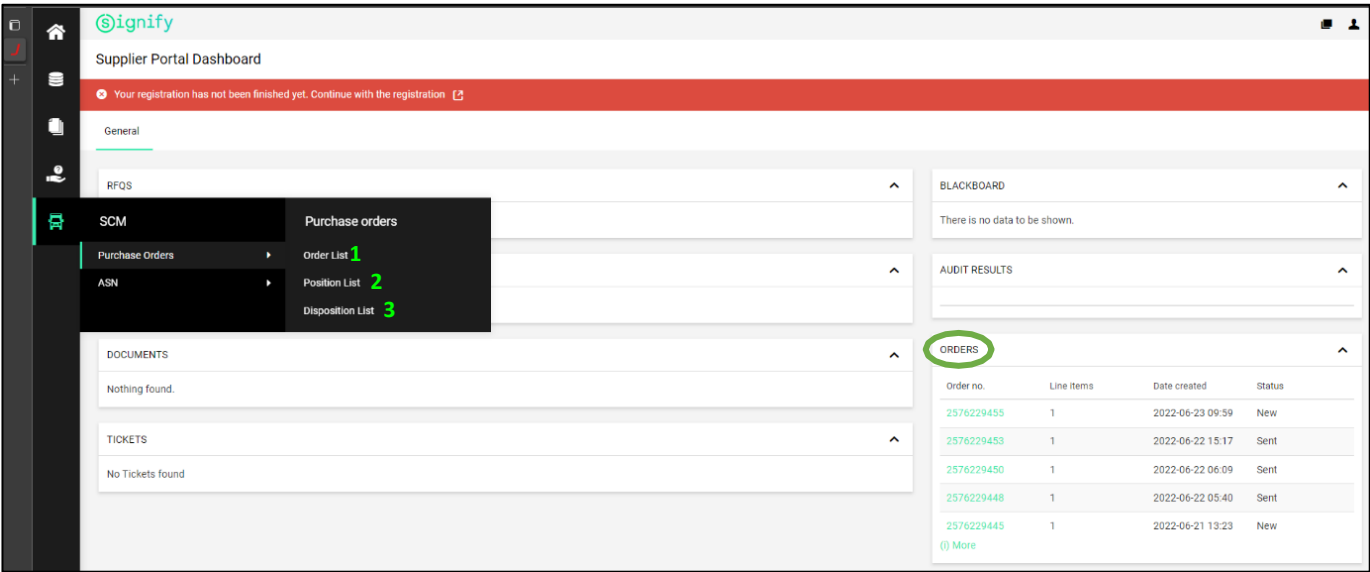 Signify
Supplier Portal Dashboard
Your registration has not been finished yet. Continue with the registration
General
RFQS
SCM
Purchase orders
Purchase Orders
Order List 1
ASN
Position List 2
Disposition List 3
DOCUMENTS
Nothing found.
TICKETS
No Tickets found
BLACKBOARD
There is no data to be shown.
AUDIT RESULTS
ORDERS
Order no. Line items Date created Status
2576229455 1 2022-06-23 09:59 New
2576229453 1 2022-06-22 15:17 Sent
2576229450 1 2022-06-22 06:09 Sent
2576229448 1 2022-06-22 05:40 Sent
2576229445 1 2022-06-21 13:23 New
(i) More